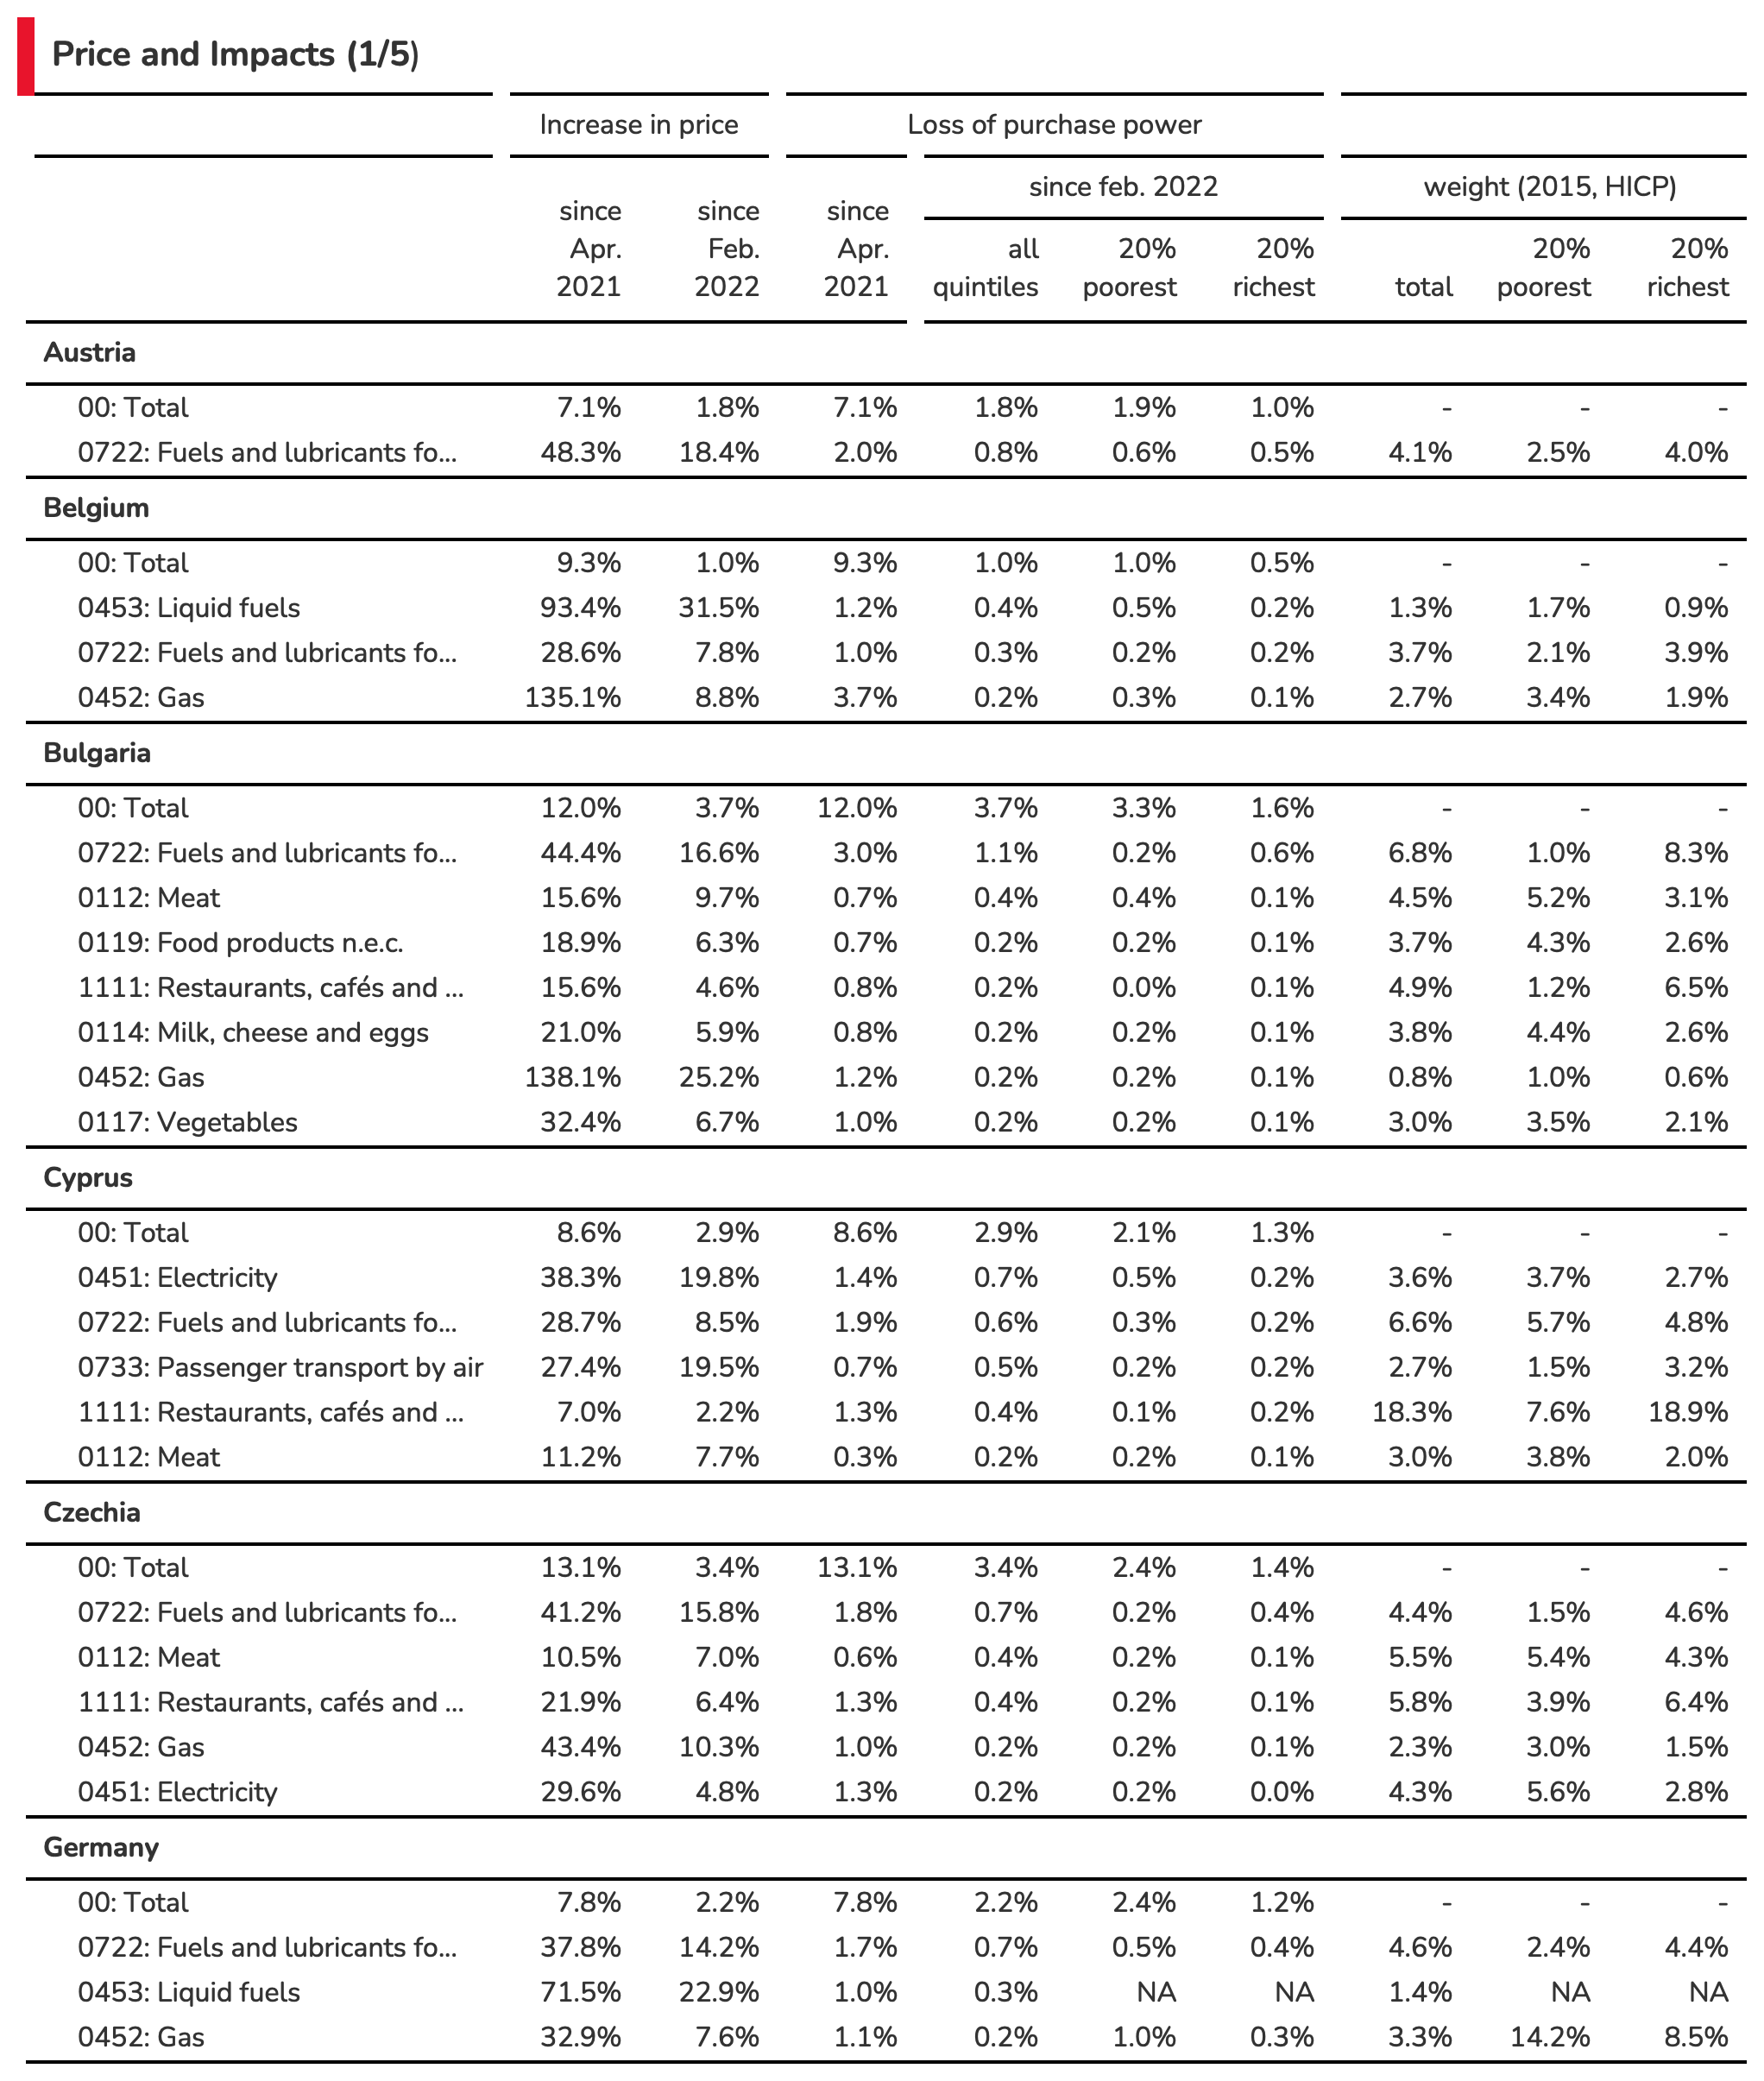 Price and Impacts (1/5)
Increase in price Loss of purchase power
since feb. 2022 weight (2015, HICP)
since since since
Apr. Feb. Apr. all 20% 20% 20% 20%
2021 2022 2021 quintiles poorest richest total poorest richest
Austria
00: Total 7.1% 1.8% 7.1% 1.8% 1.9% 1.0% - - -
0722: Fuels and lubricants fo... 48.3% 18.4% 2.0% 0.8% 0.6% 0.5% 4.1% 2.5% 4.0%
Belgium
00: Total 9.3% 1.0% 9.3% 1.0% 1.0% 0.5% - - -
0453: Liquid fuels 93.4% 31.5% 1.2% 0.4% 0.5% 0.2% 1.3% 1.7% 0.9%
0722: Fuels and lubricants fo... 28.6% 7.8% 1.0% 0.3% 0.2% 0.2% 3.7% 2.1% 3.9%
0452: Gas 135.1% 8.8% 3.7% 0.2% 0.3% 0.1% 2.7% 3.4% 1.9%
Bulgaria
00: Total 12.0% 3.7% 12.0% 3.7% 3.3% 1.6% - - -
0722: Fuels and lubricants fo... 44.4% 16.6% 3.0% 1.1% 0.2% 0.6% 6.8% 1.0% 8.3%
0112: Meat 15.6% 9.7% 0.7% 0.4% 0.4% 0.1% 4.5% 5.2% 3.1%
0119: Food products n.e.c. 18.9% 6.3% 0.7% 0.2% 0.2% 0.1% 3.7% 4.3% 2.6%
1111: Restaurants, cafés and ... 15.6% 4.6% 0.8% 0.2% 0.0% 0.1% 4.9% 1.2% 6.5%
0114: Milk, cheese and eggs 21.0% 5.9% 0.8% 0.2% 0.2% 0.1% 3.8% 4.4% 2.6%
0452: Gas 138.1% 25.2% 1.2% 0.2% 0.2% 0.1% 0.8% 1.0% 0.6%
0117: Vegetables 32.4% 6.7% 1.0% 0.2% 0.2% 0.1% 3.0% 3.5% 2.1%
Cyprus
00: Total 8.6% 2.9% 8.6% 2.9% 2.1% 1.3% - - -
0451: Electricity 38.3% 19.8% 1.4% 0.7% 0.5% 0.2% 3.6% 3.7% 2.7%
0722: Fuels and lubricants fo... 28.7% 8.5% 1.9% 0.6% 0.3% 0.2% 6.6% 5.7% 4.8%
0733: Passenger transport by air 27.4% 19.5% 0.7% 0.5% 0.2% 0.2% 2.7% 1.5% 3.2%
1111: Restaurants, cafés and ... 7.0% 2.2% 1.3% 0.4% 0.1% 0.2% 18.3% 7.6% 18.9%
0112: Meat 11.2% 7.7% 0.3% 0.2% 0.2% 0.1% 3.0% 3.8% 2.0%
Czechia
00: Total 13.1% 3.4% 13.1% 3.4% 2.4% 1.4% - - -
0722: Fuels and lubricants fo... 41.2% 15.8% 1.8% 0.7% 0.2% 0.4% 4.4% 1.5% 4.6%
0112: Meat 10.5% 7.0% 0.6% 0.4% 0.2% 0.1% 5.5% 5.4% 4.3%
1111: Restaurants, cafés and ... 21.9% 6.4% 1.3% 0.4% 0.2% 0.1% 5.8% 3.9% 6.4%
0452: Gas 43.4% 10.3% 1.0% 0.2% 0.2% 0.1% 2.3% 3.0% 1.5%
0451: Electricity 29.6% 4.8% 1.3% 0.2% 0.2% 0.0% 4.3% 5.6% 2.8%
Germany
00: Total 7.8% 2.2% 7.8% 2.2% 2.4% 1.2% - - -
0722: Fuels and lubricants fo... 37.8% 14.2% 1.7% 0.7% 0.5% 0.4% 4.6% 2.4% 4.4%
0453: Liquid fuels 71.5% 22.9% 1.0% 0.3% NA NA 1.4% NA NA
0452: Gas 32.9% 7.6% 1.1% 0.2% 1.0% 0.3% 3.3% 14.2% 8.5%